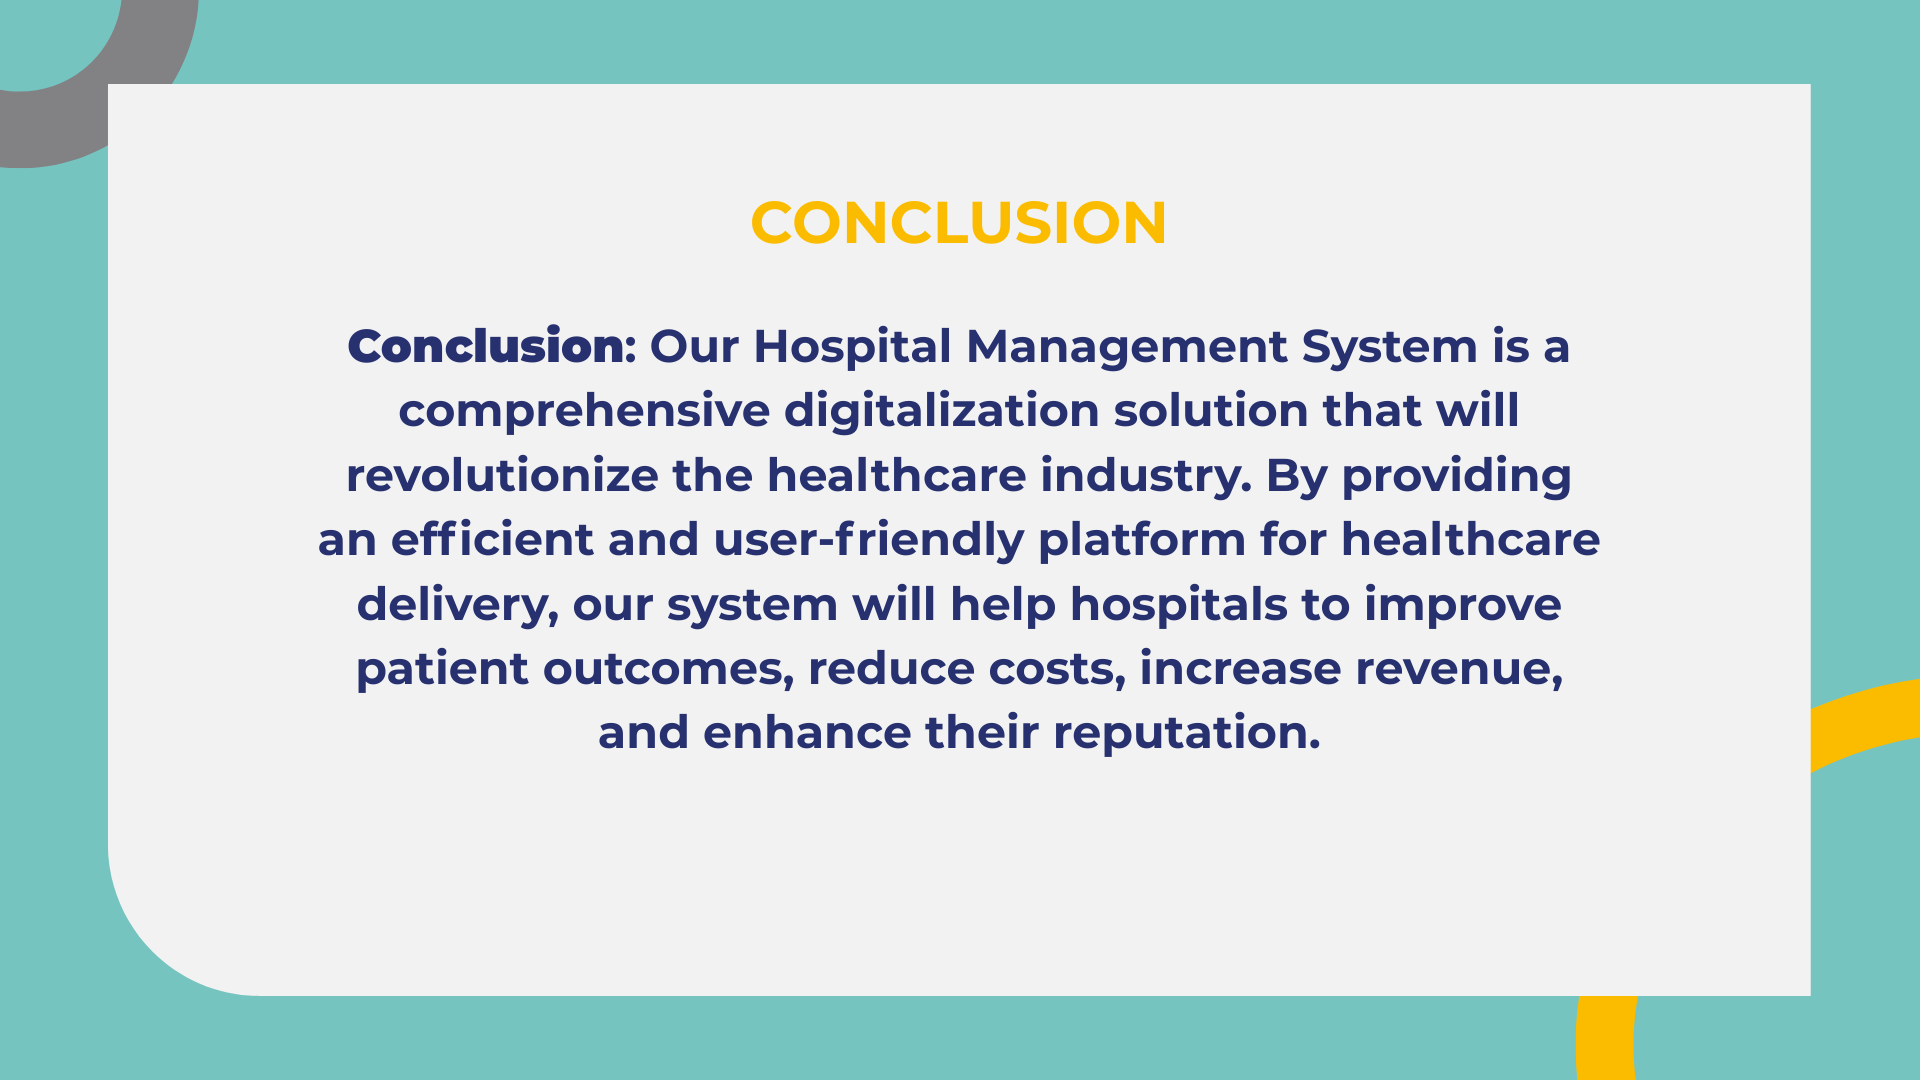 CONCLUSION
Conclusion: Our Hospital Management System is a
comprehensive digitalization solution that will
revolutionize the healthcare industry. By providing
an efficient and user-friendly platform for healthcare
delivery, our system will help hospitals to improve
patient outcomes, reduce costs, increase revenue,
and enhance their reputation.